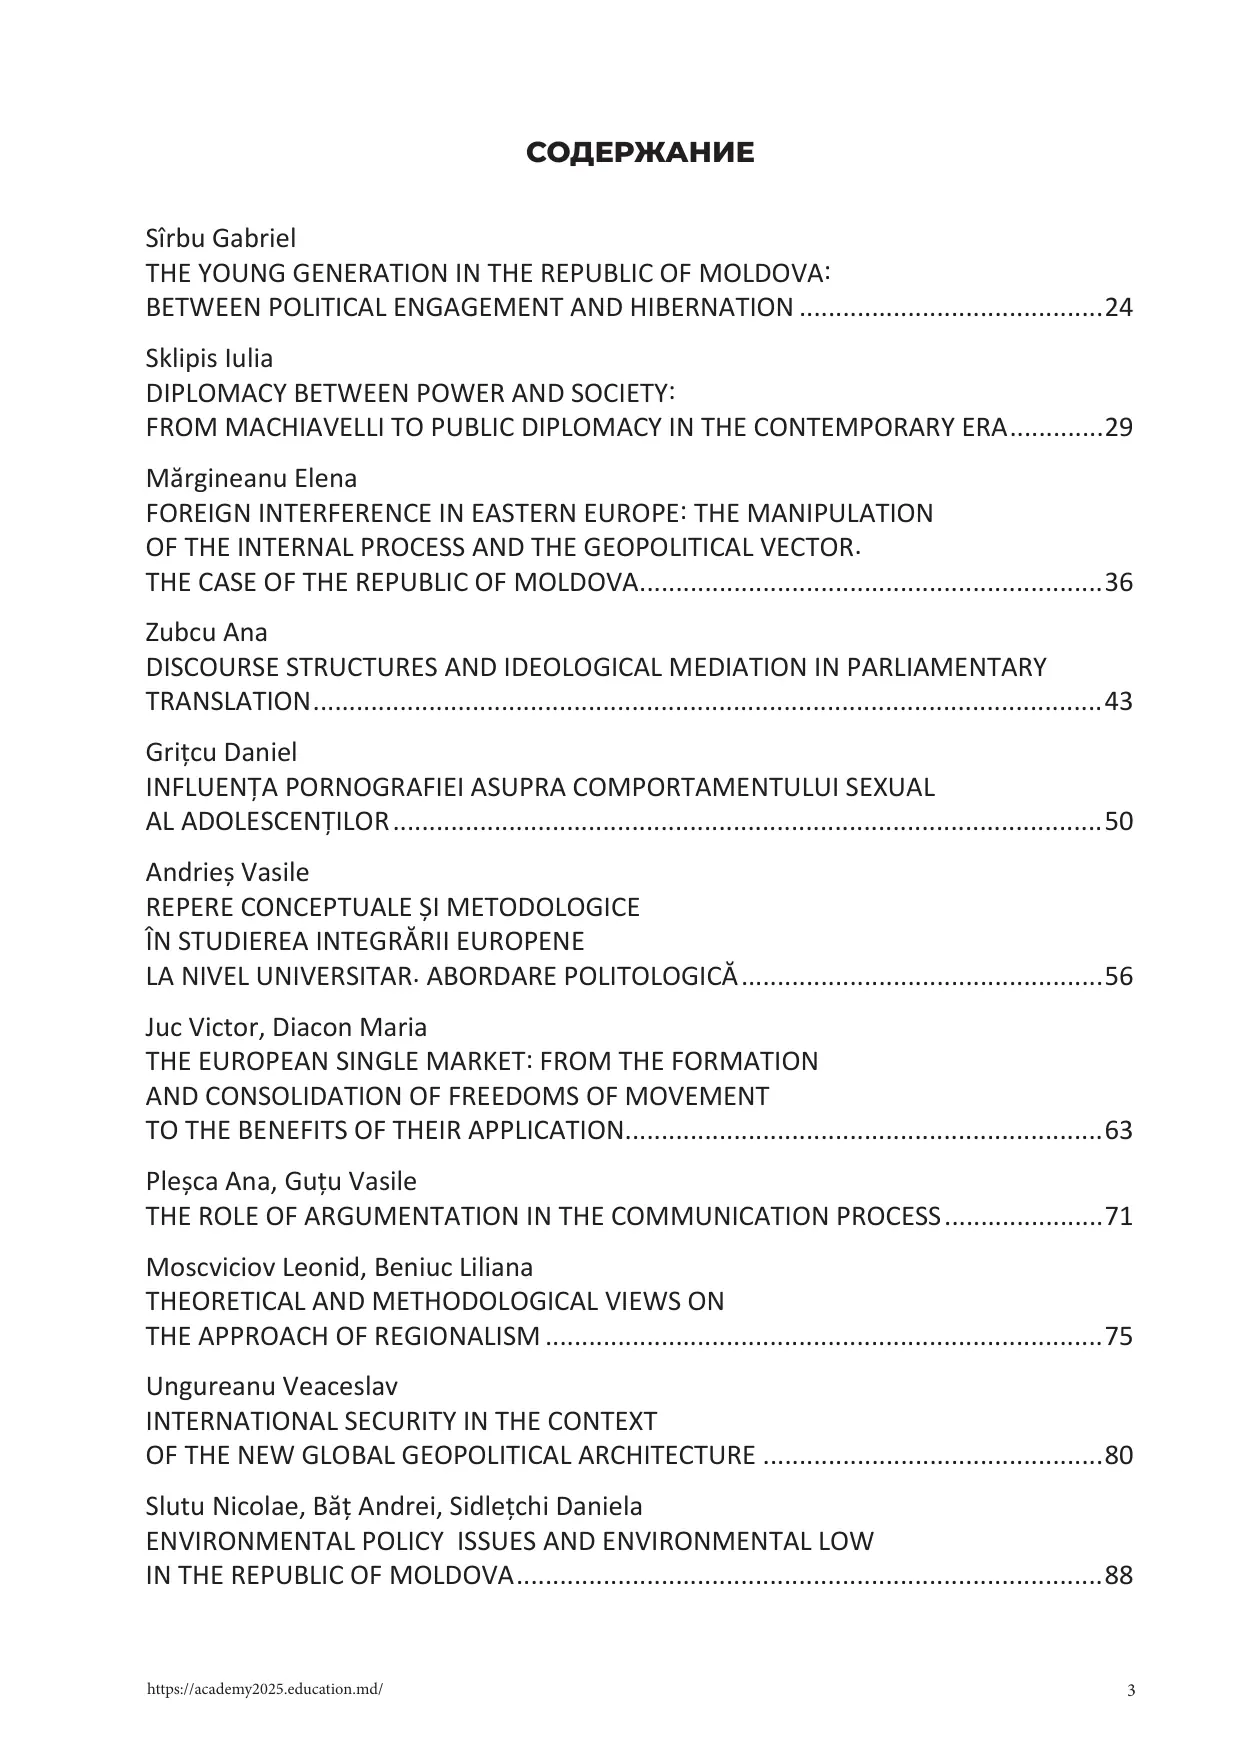 СОДЕРЖАНИЕ
Sîrbu Gabriel
THE YOUNG GENERATION IN THE REPUBLIC OF MOLDOVA:
BETWEEN POLITICAL ENGAGEMENT AND HIBERNATION ..........................................24
Sklipis Iulia
DIPLOMACY BETWEEN POWER AND SOCIETY:
FROM MACHIAVELLI TO PUBLIC DIPLOMACY IN THE CONTEMPORARY ERA.............29
Mărgineanu Elena
FOREIGN INTERFERENCE IN EASTERN EUROPE: THE MANIPULATION
OF THE INTERNAL PROCESS AND THE GEOPOLITICAL VECTOR.
THE CASE OF THE REPUBLIC OF MOLDOVA................................................................36
Zubcu Ana
DISCOURSE STRUCTURES AND IDEOLOGICAL MEDIATION IN PARLIAMENTARY
TRANSLATION.............................................................................................................43
Grițcu Daniel
INFLUENȚA PORNOGRAFIEI ASUPRA COMPORTAMENTULUI SEXUAL
AL ADOLESCENȚILOR..................................................................................................50
Andrieș Vasile
REPERE CONCEPTUALE ȘI METODOLOGICE
ÎN STUDIEREA INTEGRĂRII EUROPENE
LA NIVEL UNIVERSITAR. ABORDARE POLITOLOGICĂ..................................................56
Juc Victor, Diacon Maria
THE EUROPEAN SINGLE MARKET: FROM THE FORMATION
AND CONSOLIDATION OF FREEDOMS OF MOVEMENT
TO THE BENEFITS OF THEIR APPLICATION..................................................................63
Pleșca Ana, Guțu Vasile
THE ROLE OF ARGUMENTATION IN THE COMMUNICATION PROCESS......................71
Moscviciov Leonid, Beniuc Liliana
THEORETICAL AND METHODOLOGICAL VIEWS ON
THE APPROACH OF REGIONALISM .............................................................................75
Ungureanu Veaceslav
INTERNATIONAL SECURITY IN THE CONTEXT
OF THE NEW GLOBAL GEOPOLITICAL ARCHITECTURE ...............................................80
Slutu Nicolae, Băț Andrei, Sidlețchi Daniela
ENVIRONMENTAL POLICY  ISSUES AND ENVIRONMENTAL LOW
IN THE REPUBLIC OF MOLDOVA.................................................................................88
https://academy2025.education.md/
3